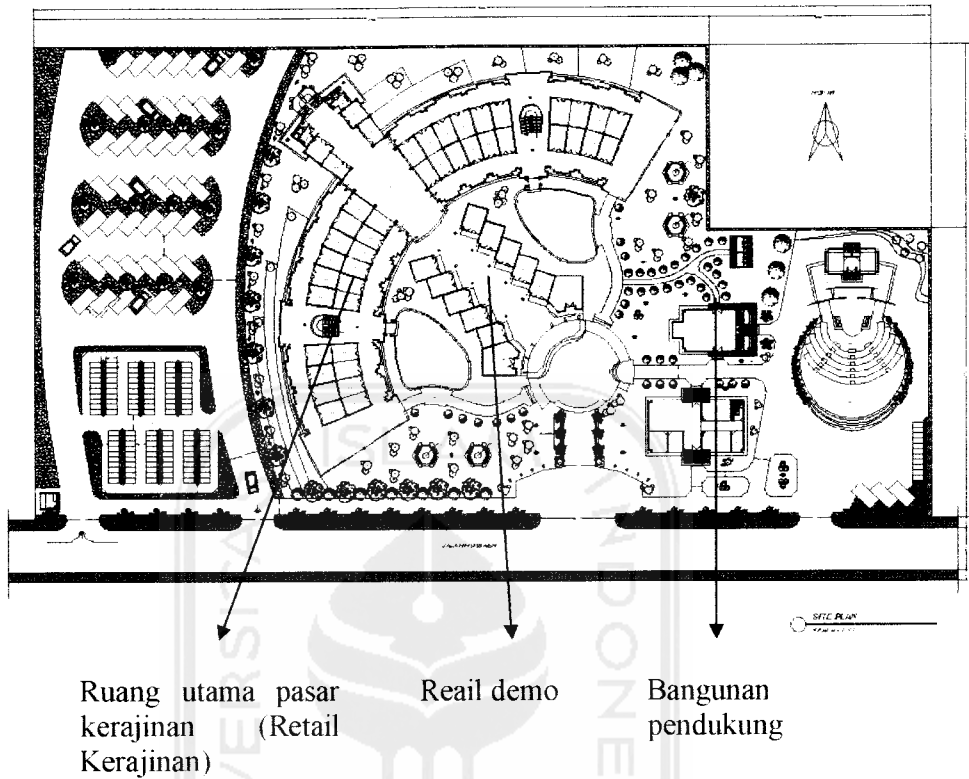 SITE PLAN
Ruang utama pasar
kerajinan (Retail
Kerajinan)
Reail demo
Bangunan
pendukung